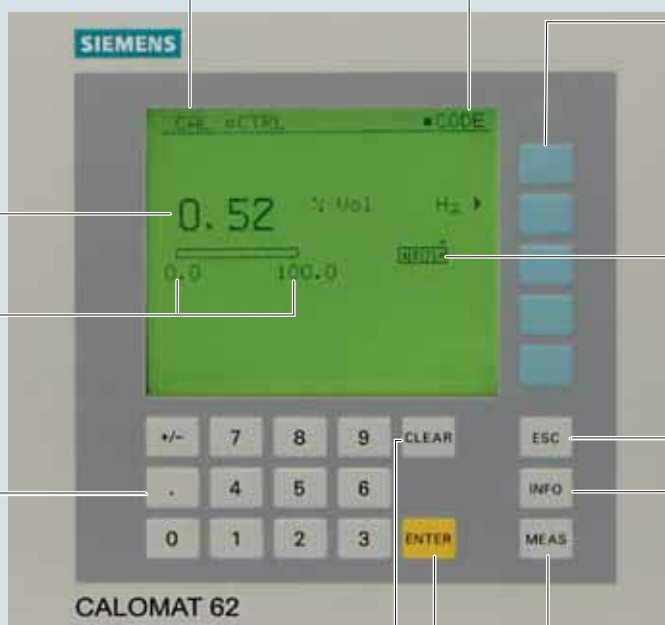 SIEMENS
CAL CTRL CODE
0.52 % Vol H₂
0.0 100.0
+/- 7 8 9 CLEAR ESC
. 4 5 6 INFO
0 1 2 3 ENTER MEAS
CALOMAT 62